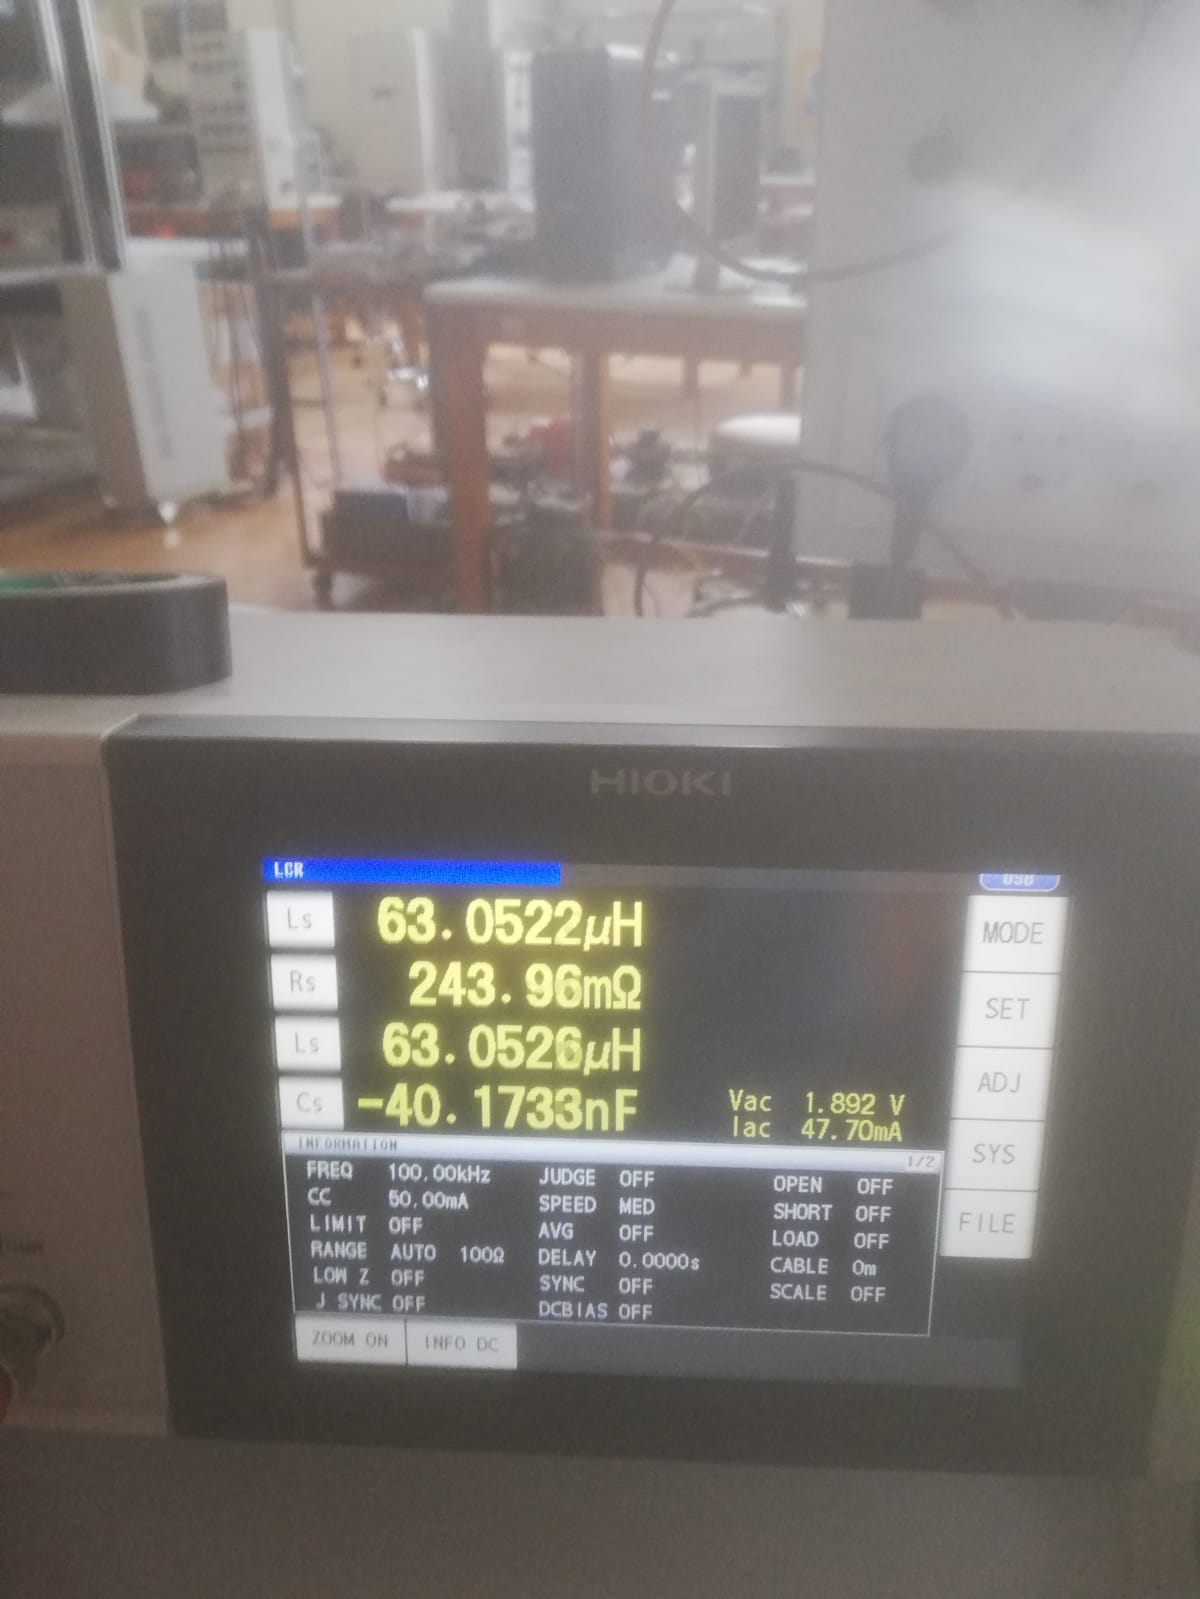 HIOKI
LCR
USB
Ls 63.0522μH
Rs 243.96mΩ
Ls 63.0526μH
Cs -40.1733nF
Vac 1.892 V
Iac 47.70mA
MODE
SET
ADJ
SYS
FILE
INFORMATION 1/2
FREQ 100.00kHz JUDGE OFF OPEN OFF
CC 50.00mA SPEED MED SHORT OFF
LIMIT OFF AVG OFF LOAD OFF
RANGE AUTO 100Ω DELAY 0.0000s CABLE 0m
LOW Z OFF SYNC OFF SCALE OFF
J SYNC OFF DCBIAS OFF
ZOOM ON INFO DC